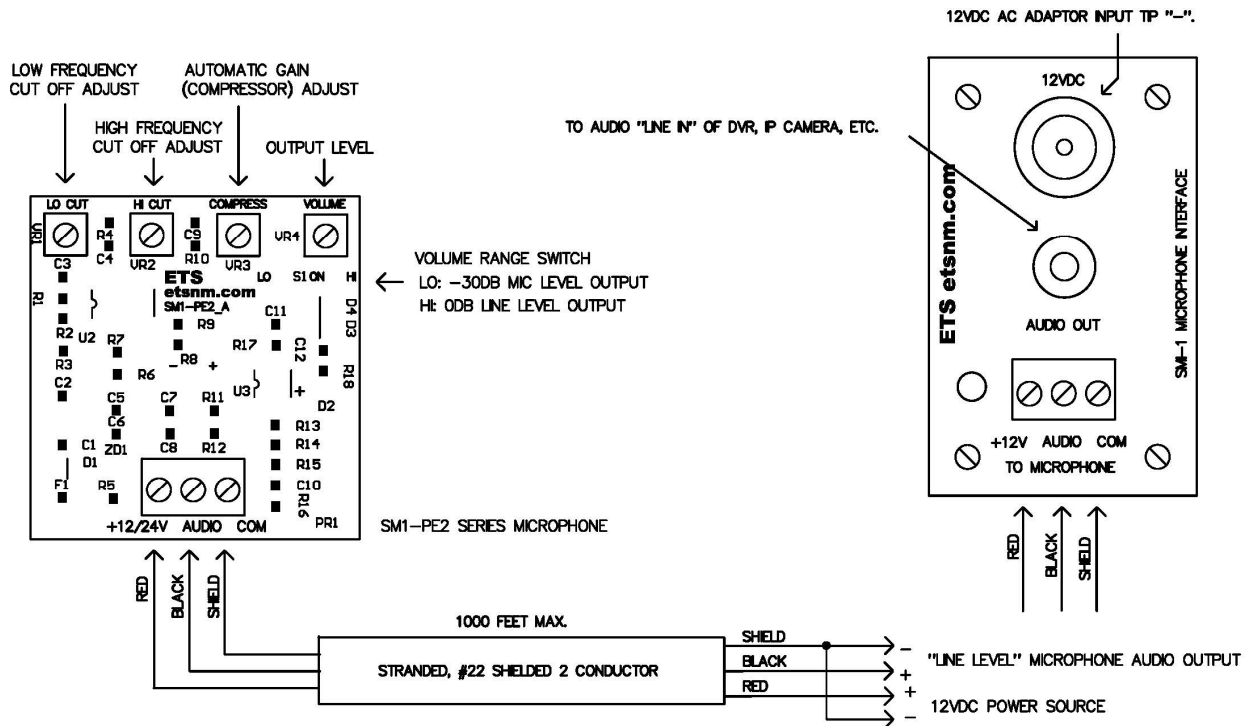 12VDC AC ADAPTOR INPUT TIP "-".
LOW FREQUENCY
CUT OFF ADJUST
AUTOMATIC GAIN
(COMPRESSOR) ADJUST
HIGH FREQUENCY
CUT OFF ADJUST
OUTPUT LEVEL
TO AUDIO "LINE IN" OF DVR, IP CAMERA, ETC.
LO CUT
HI CUT
COMPRESS
VOLUME
VR1
R4
C4
VR2
C9
R10
VR3
VR4
C3
ETS
etsnm.com
SM1-PE2_A
LO
S1 ON
HI
VOLUME RANGE SWITCH
LO: -30DB MIC LEVEL OUTPUT
HI: 0DB LINE LEVEL OUTPUT
R1
U2
R2
R3
R7
R6
C2
R9
R8
- +
C11
R17
C12
D4 D3
R18
U3
+
D2
C5
C6
ZD1
C7
C8
R11
R12
R13
R14
R15
C10
R16
C1
D1
F1
R5
PR1
+12/24V
AUDIO
COM
SM1-PE2 SERIES MICROPHONE
RED
BLACK
SHIELD
1000 FEET MAX.
STRANDED, #22 SHIELDED 2 CONDUCTOR
SHIELD
BLACK
RED
-
+
+
-
"LINE LEVEL" MICROPHONE AUDIO OUTPUT
12VDC POWER SOURCE
12VDC
ETS etsnm.com
SMI-1 MICROPHONE INTERFACE
AUDIO OUT
+12V
AUDIO
COM
TO MICROPHONE
RED
BLACK
SHIELD